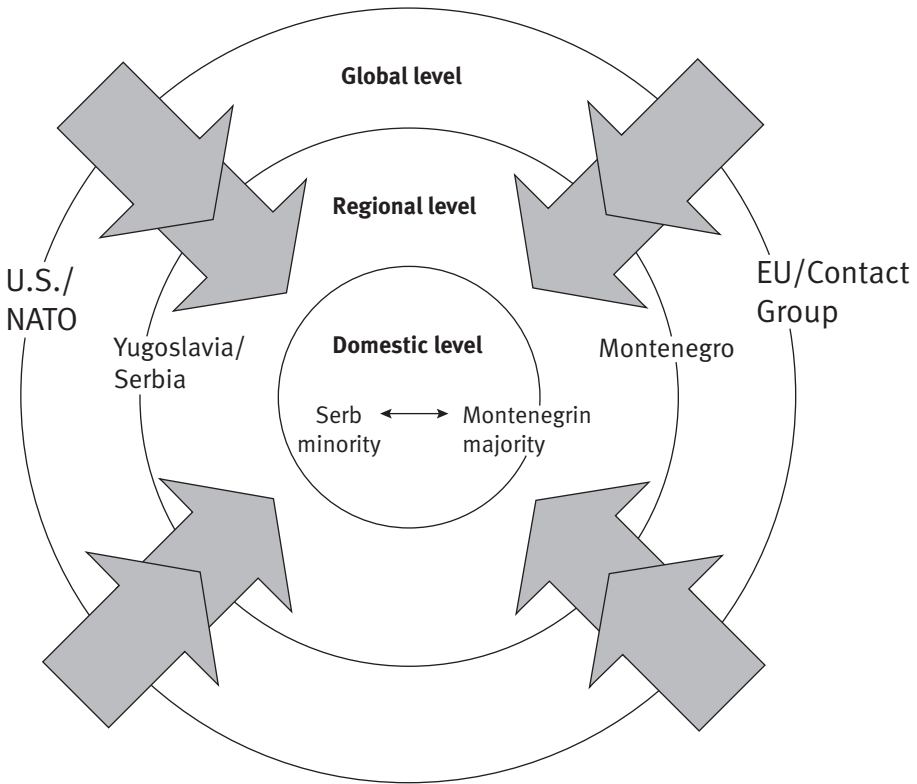 Global level
Regional level
U.S./
NATO
EU/Contact
Group
Yugoslavia/
Serbia
Domestic level
Montenegro
Serb
minority
Montenegrin
majority